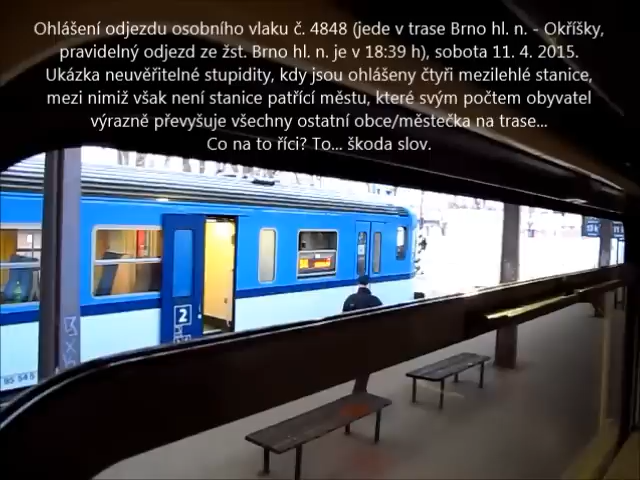 Ohlášení odjezdu osobního vlaku č. 4848 (jede v trase Brno hl. n. - Okříšky,
pravidelný odjezd ze žst. Brno hl. n. je v 18:39 h), sobota 11. 4. 2015.
Ukázka neuvěřitelné stupidity, kdy jsou ohlášeny čtyři mezilehlé stanice,
mezi nimiž však není stanice patřící městu, které svým počtem obyvatel
výrazně převyšuje všechny ostatní obce/městečka na trase...
Co na to říci? To... škoda slov.
2